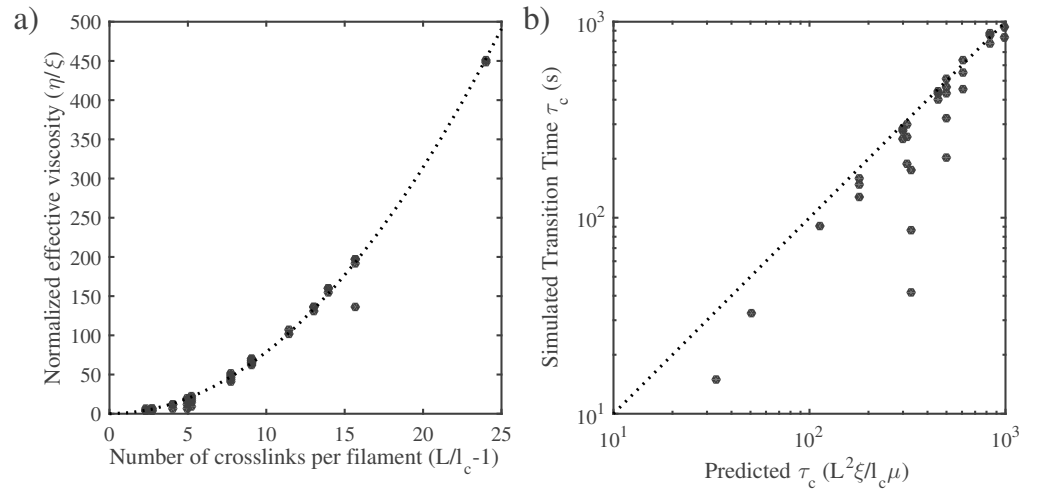 a)
Normalized effective viscosity (η/ξ)
500
450
400
350
300
250
200
150
100
50
0
0 5 10 15 20 25
Number of crosslinks per filament (L/l_c-1)
b)
Simulated Transition Time τ_c (s)
10^3
10^2
10^1
10^1 10^2 10^3
Predicted τ_c (L^2ξ/l_cμ)